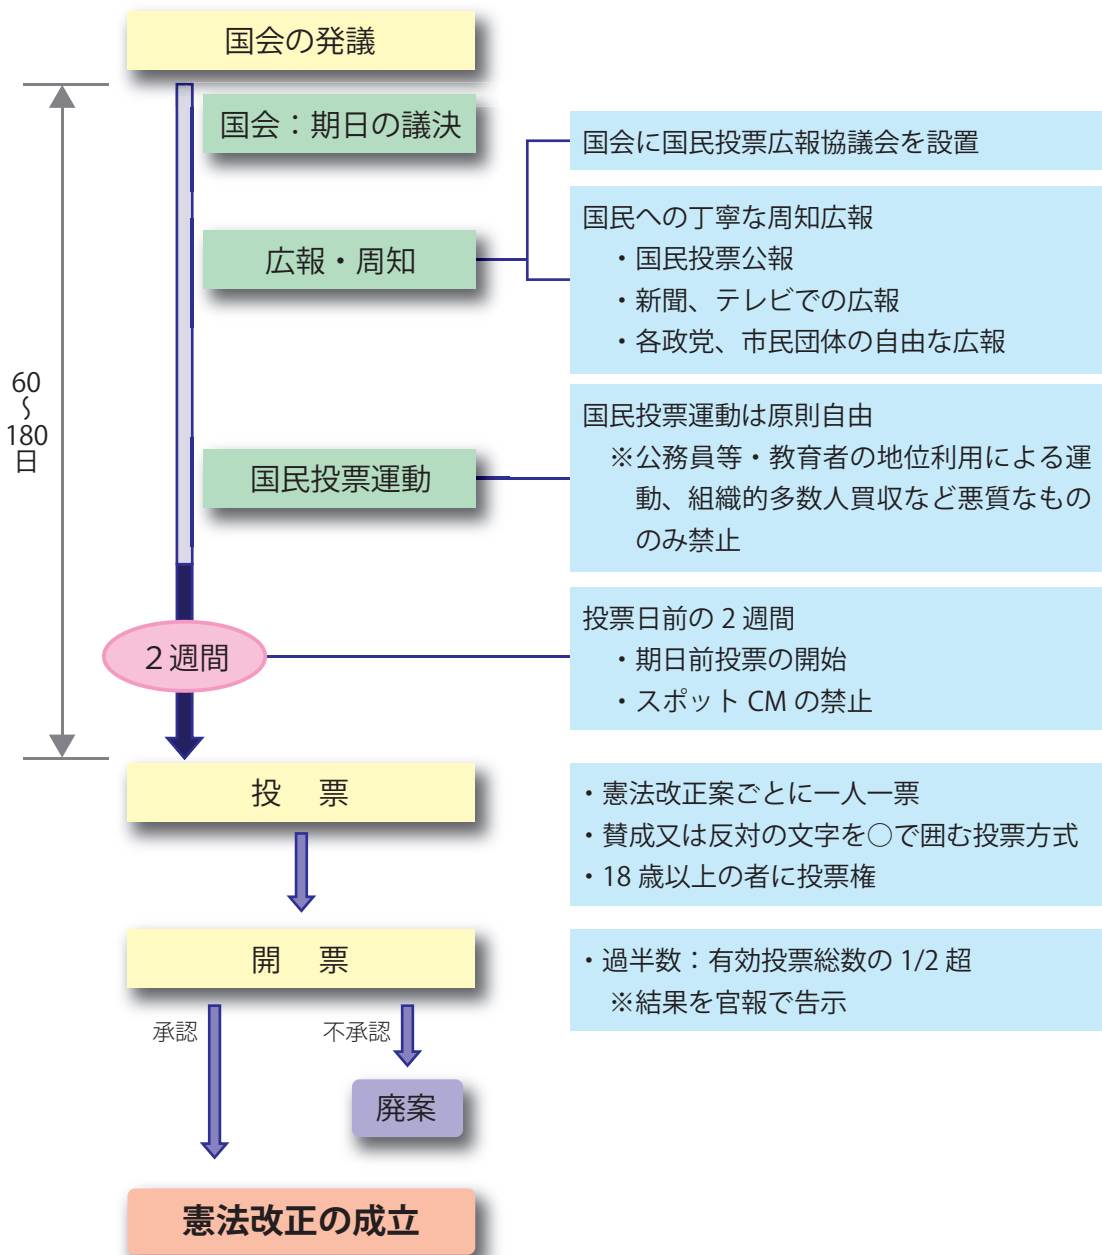 国会の発議
国会：期日の議決
国会に国民投票広報協議会を設置
広報・周知
国民への丁寧な周知広報
・国民投票公報
・新聞、テレビでの広報
・各政党、市民団体の自由な広報
60
〜
180
日
国民投票運動
国民投票運動は原則自由
※公務員等・教育者の地位利用による運
動、組織的多数人買収など悪質なもの
のみ禁止
２週間
投票日前の 2 週間
・期日前投票の開始
・スポット CM の禁止
投　票
・憲法改正案ごとに一人一票
・賛成又は反対の文字を○で囲む投票方式
・18 歳以上の者に投票権
開　票
・過半数：有効投票総数の 1/2 超
※結果を官報で告示
承認
不承認
廃案
憲法改正の成立